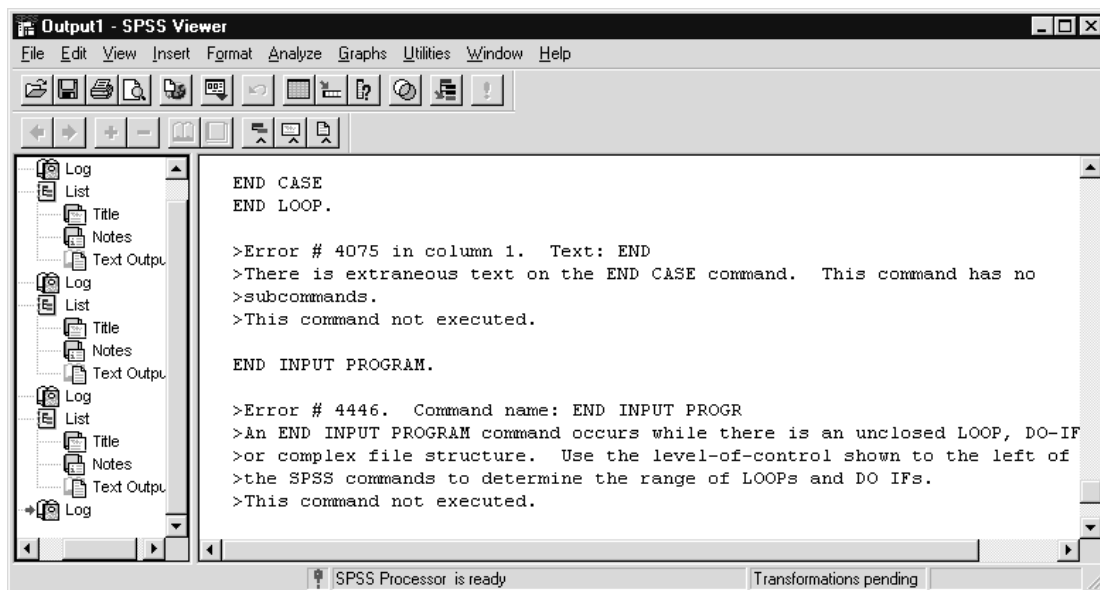 Output1 - SPSS Viewer
File Edit View Insert Format Analyze Graphs Utilities Window Help
Log
List
Title
Notes
Text Outpu
Log
List
Title
Notes
Text Outpu
Log
List
Title
Notes
Text Outpu
Log
END CASE
END LOOP.
>Error # 4075 in column 1.  Text: END
>There is extraneous text on the END CASE command.  This command has no
>subcommands.
>This command not executed.
END INPUT PROGRAM.
>Error # 4446.  Command name: END INPUT PROGR
>An END INPUT PROGRAM command occurs while there is an unclosed LOOP, DO-IF
>or complex file structure.  Use the level-of-control shown to the left of
>the SPSS commands to determine the range of LOOPs and DO IFs.
>This command not executed.
SPSS Processor is ready
Transformations pending